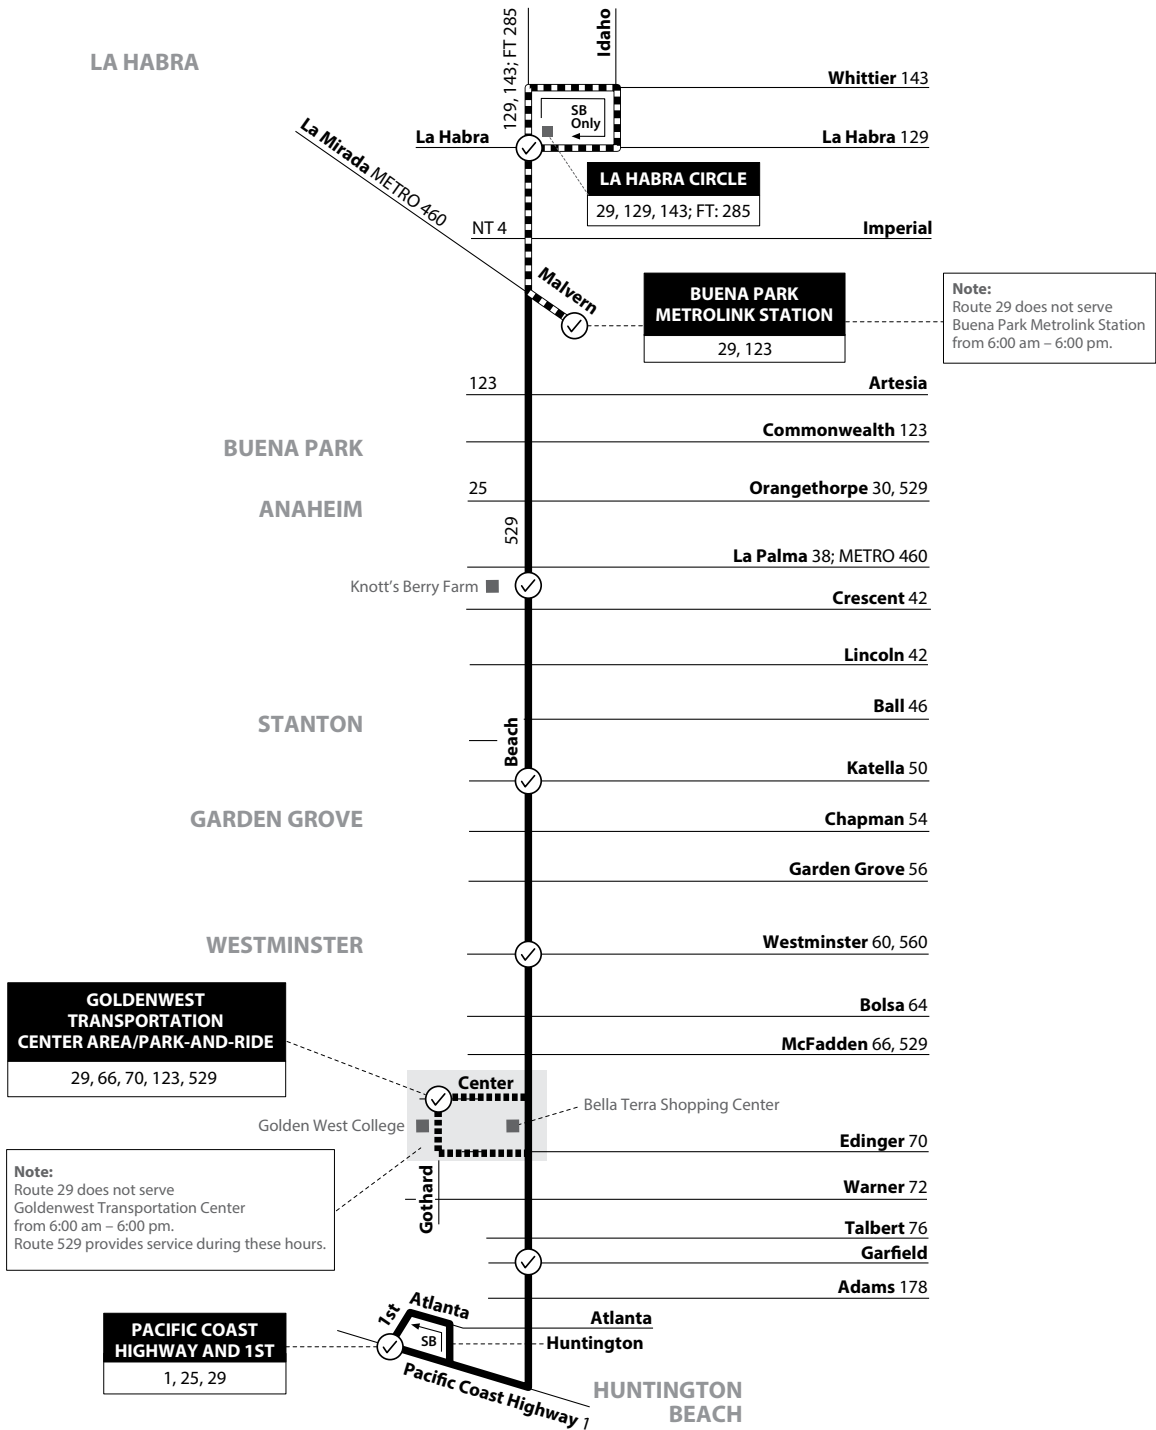 129, 143; FT 285
Idaho
LA HABRA
Whittier 143
SB
Only
La Habra
La Habra 129
La Mirada METRO 460
LA HABRA CIRCLE
29, 129, 143; FT: 285
NT 4
Imperial
Malvern
BUENA PARK
METROLINK STATION
29, 123
Note:
Route 29 does not serve
Buena Park Metrolink Station
from 6:00 am – 6:00 pm.
123
Artesia
Commonwealth 123
BUENA PARK
25
Orangethorpe 30, 529
ANAHEIM
529
La Palma 38; METRO 460
Knott's Berry Farm
Crescent 42
Lincoln 42
Ball 46
STANTON
Beach
Katella 50
GARDEN GROVE
Chapman 54
Garden Grove 56
WESTMINSTER
Westminster 60, 560
GOLDENWEST
TRANSPORTATION
CENTER AREA/PARK-AND-RIDE
29, 66, 70, 123, 529
Bolsa 64
McFadden 66, 529
Center
Bella Terra Shopping Center
Golden West College
Edinger 70
Note:
Route 29 does not serve
Goldenwest Transportation Center
from 6:00 am – 6:00 pm.
Route 529 provides service during these hours.
Gothard
Warner 72
Talbert 76
Garfield
Adams 178
1st
Atlanta
Atlanta
SB
Huntington
PACIFIC COAST
HIGHWAY AND 1ST
1, 25, 29
Pacific Coast Highway 1
HUNTINGTON
BEACH